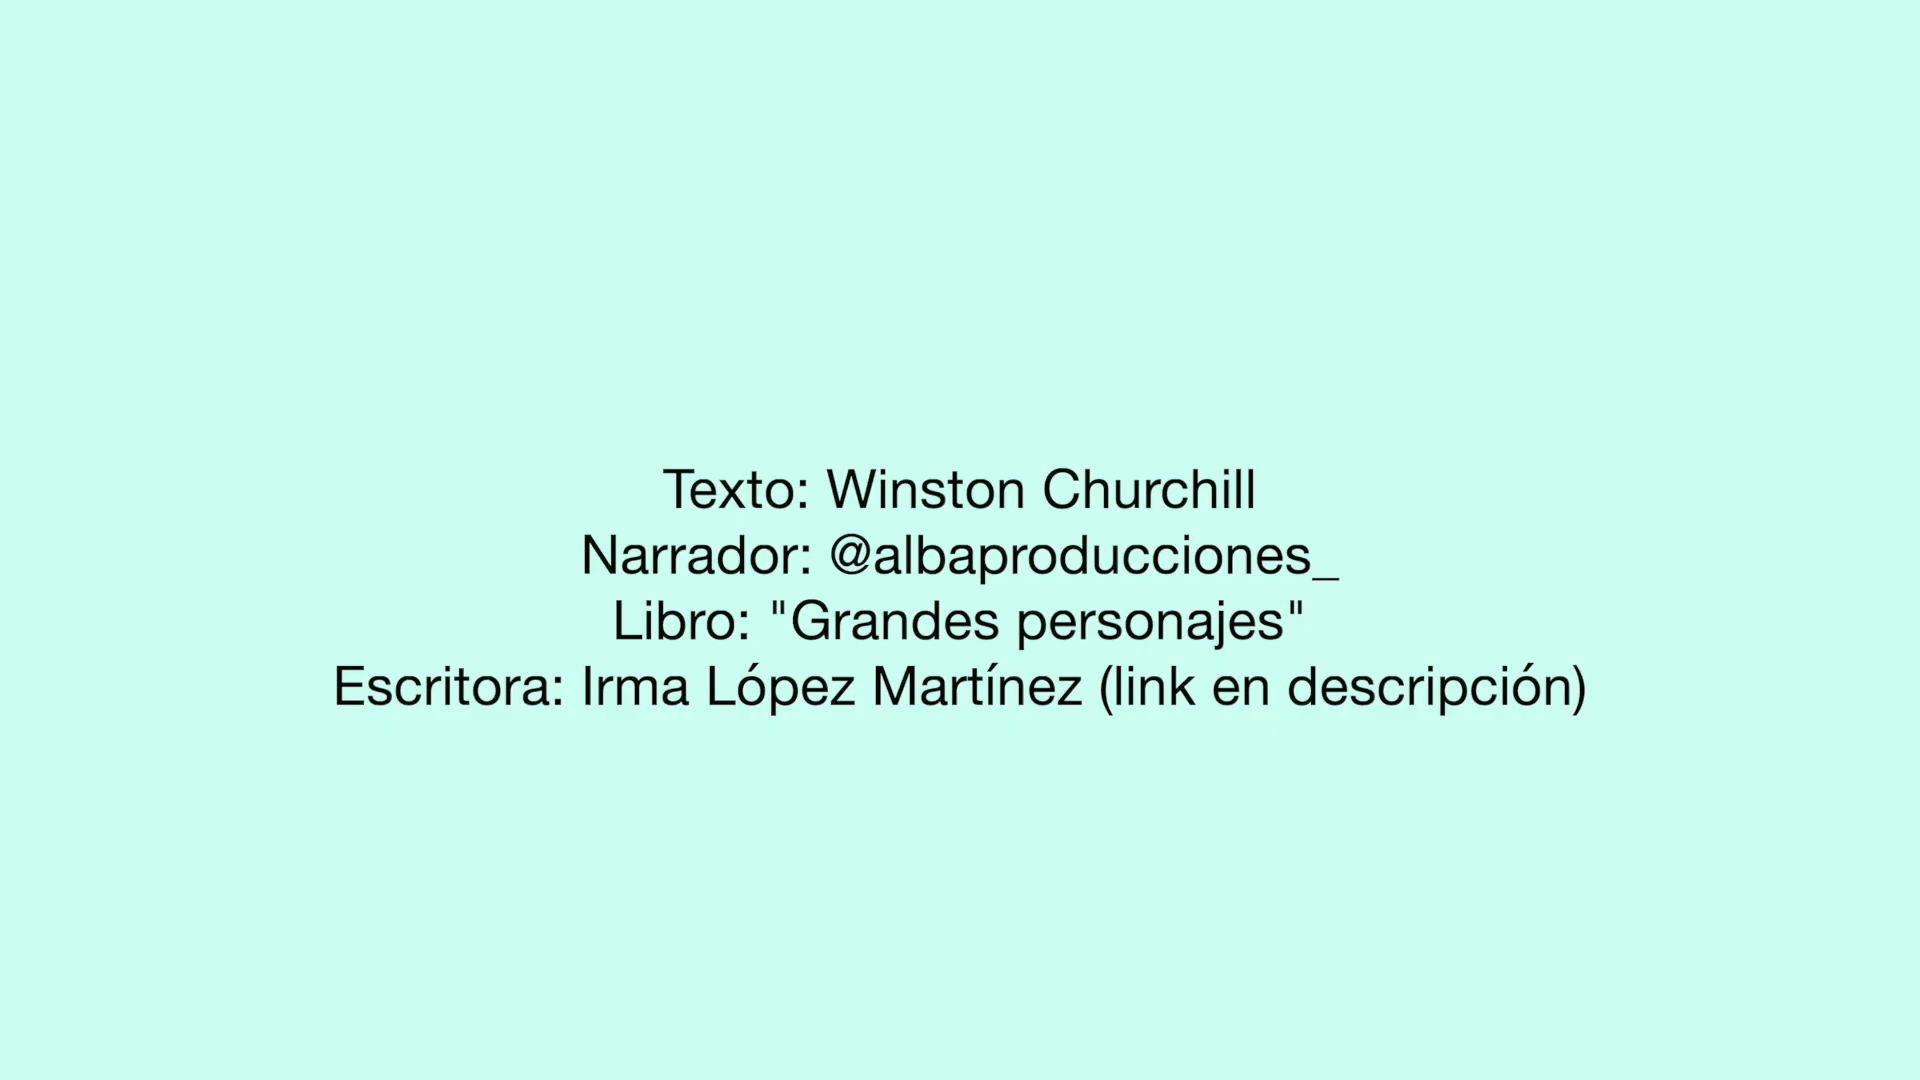 Texto: Winston Churchill
Narrador: @albaproducciones_
Libro: "Grandes personajes"
Escritora: Irma López Martínez (link en descripción)